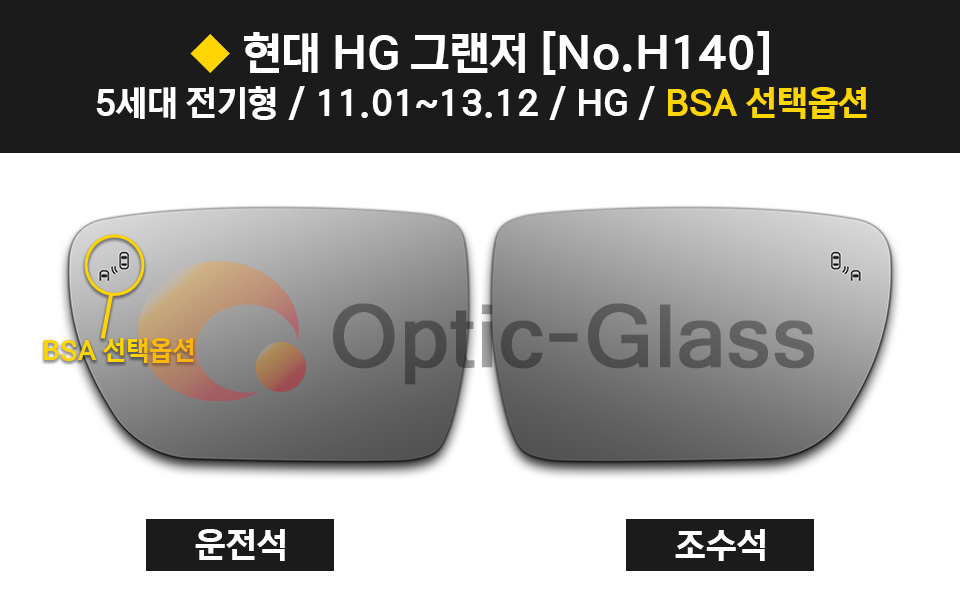 ◆ 현대 HG 그랜저 [No.H140]
5세대 전기형 / 11.01~13.12 / HG / BSA 선택옵션
BSA 선택옵션
Optic-Glass
운전석
조수석